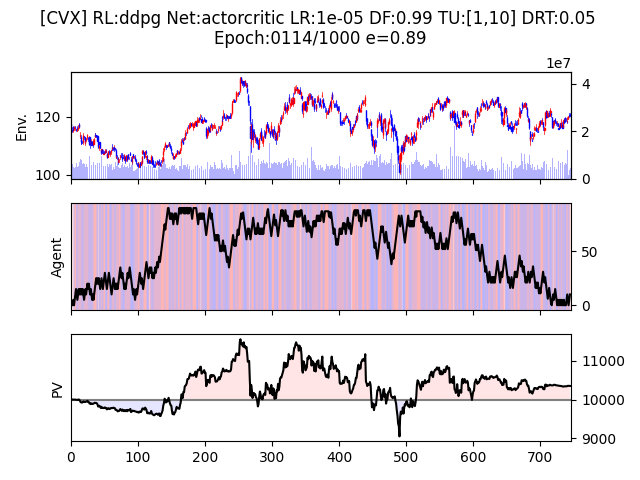 [CVX] RL:ddpg Net:actorcritic LR:1e-05 DF:0.99 TU:[1,10] DRT:0.05
Epoch:0114/1000 e=0.89
1e7
Env.
120
100
4
2
0
Agent
50
0
PV
11000
10000
9000
0 100 200 300 400 500 600 700